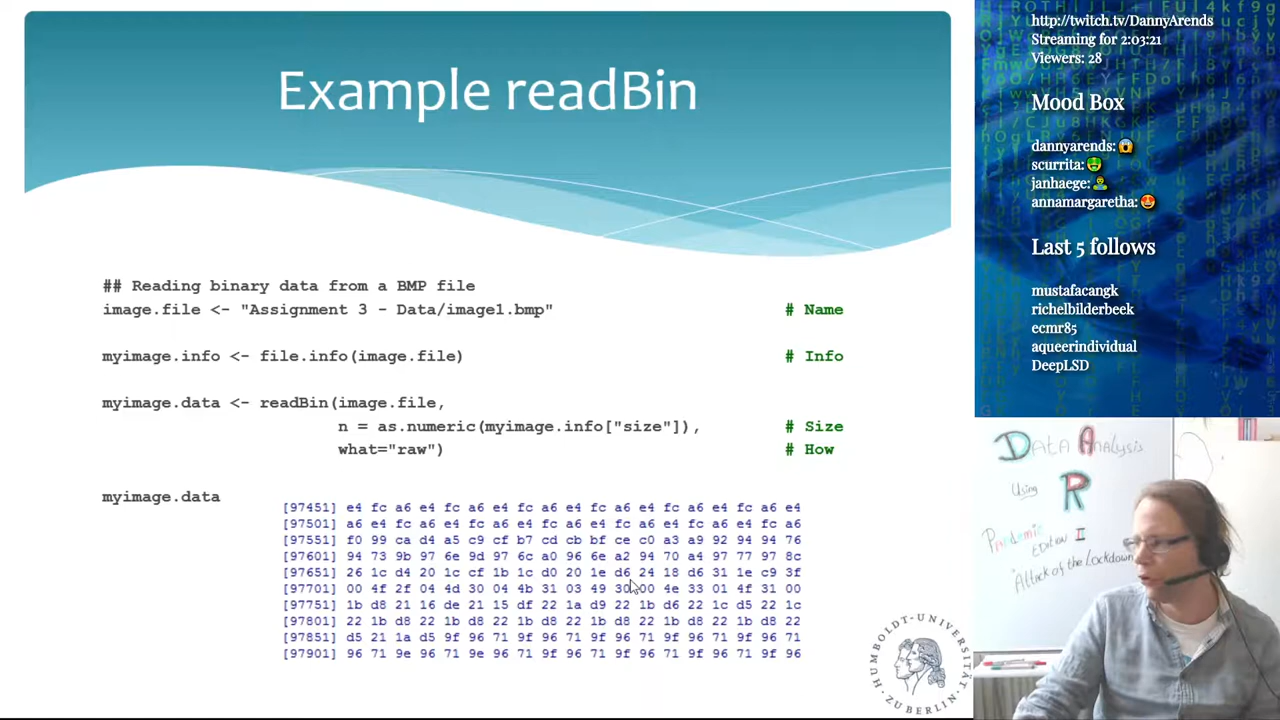 Example readBin
## Reading binary data from a BMP file
image.file <- "Assignment 3 - Data/image1.bmp" # Name
myimage.info <- file.info(image.file) # Info
myimage.data <- readBin(image.file,
n = as.numeric(myimage.info["size"]), # Size
what="raw") # How
myimage.data
[97451] e4 fc a6 e4 fc a6 e4 fc a6 e4 fc a6 e4 fc a6 e4 fc a6 e4
[97501] a6 e4 fc a6 e4 fc a6 e4 fc a6 e4 fc a6 e4 fc a6 e4 fc a6
[97551] f0 93 ca d4 a5 c9 cf b7 cd cb bf ce c0 a3 a9 92 94 94 76
[97601] 94 73 9b 97 6e 9d 97 6c a0 96 6e a2 94 70 a4 97 77 97 8c
[97651] 26 1c d4 20 1c cf 1b 1c d0 20 1e d6 24 18 d6 31 1e c9 3f
[97701] 00 4f 2f 04 4d 30 04 4b 31 03 49 30 00 4e 33 01 4f 31 00
[97751] 1b d8 21 16 de 21 15 df 22 1a d9 22 1b d6 22 1c d5 22 1c
[97801] 22 1b d8 22 1b d8 22 1b d8 22 1b d8 22 1b d8 22 1b d8 22
[97851] d5 21 1a d5 9f 96 71 9f 96 71 9f 96 71 9f 96 71 9f 96 71
[97901] 96 71 9e 96 71 9e 96 71 9f 96 71 9f 96 71 9f 96 71 9f 96
HUMBOLDT-UNIVERSITÄT ZU BERLIN
http://twitch.tv/DannyArends
Streaming for 2:03:21
Viewers: 28
Mood Box
dannyarends: 😱
scurrita: 🤑
janhaege:
annamargaretha: 😍
Last 5 follows
mustafacangk
richelbilderbeek
ecmr85
aqueerindividual
DeepLSD
Data Analysis
Using R
Pandemic
Edition II
Attack of the Lockdown